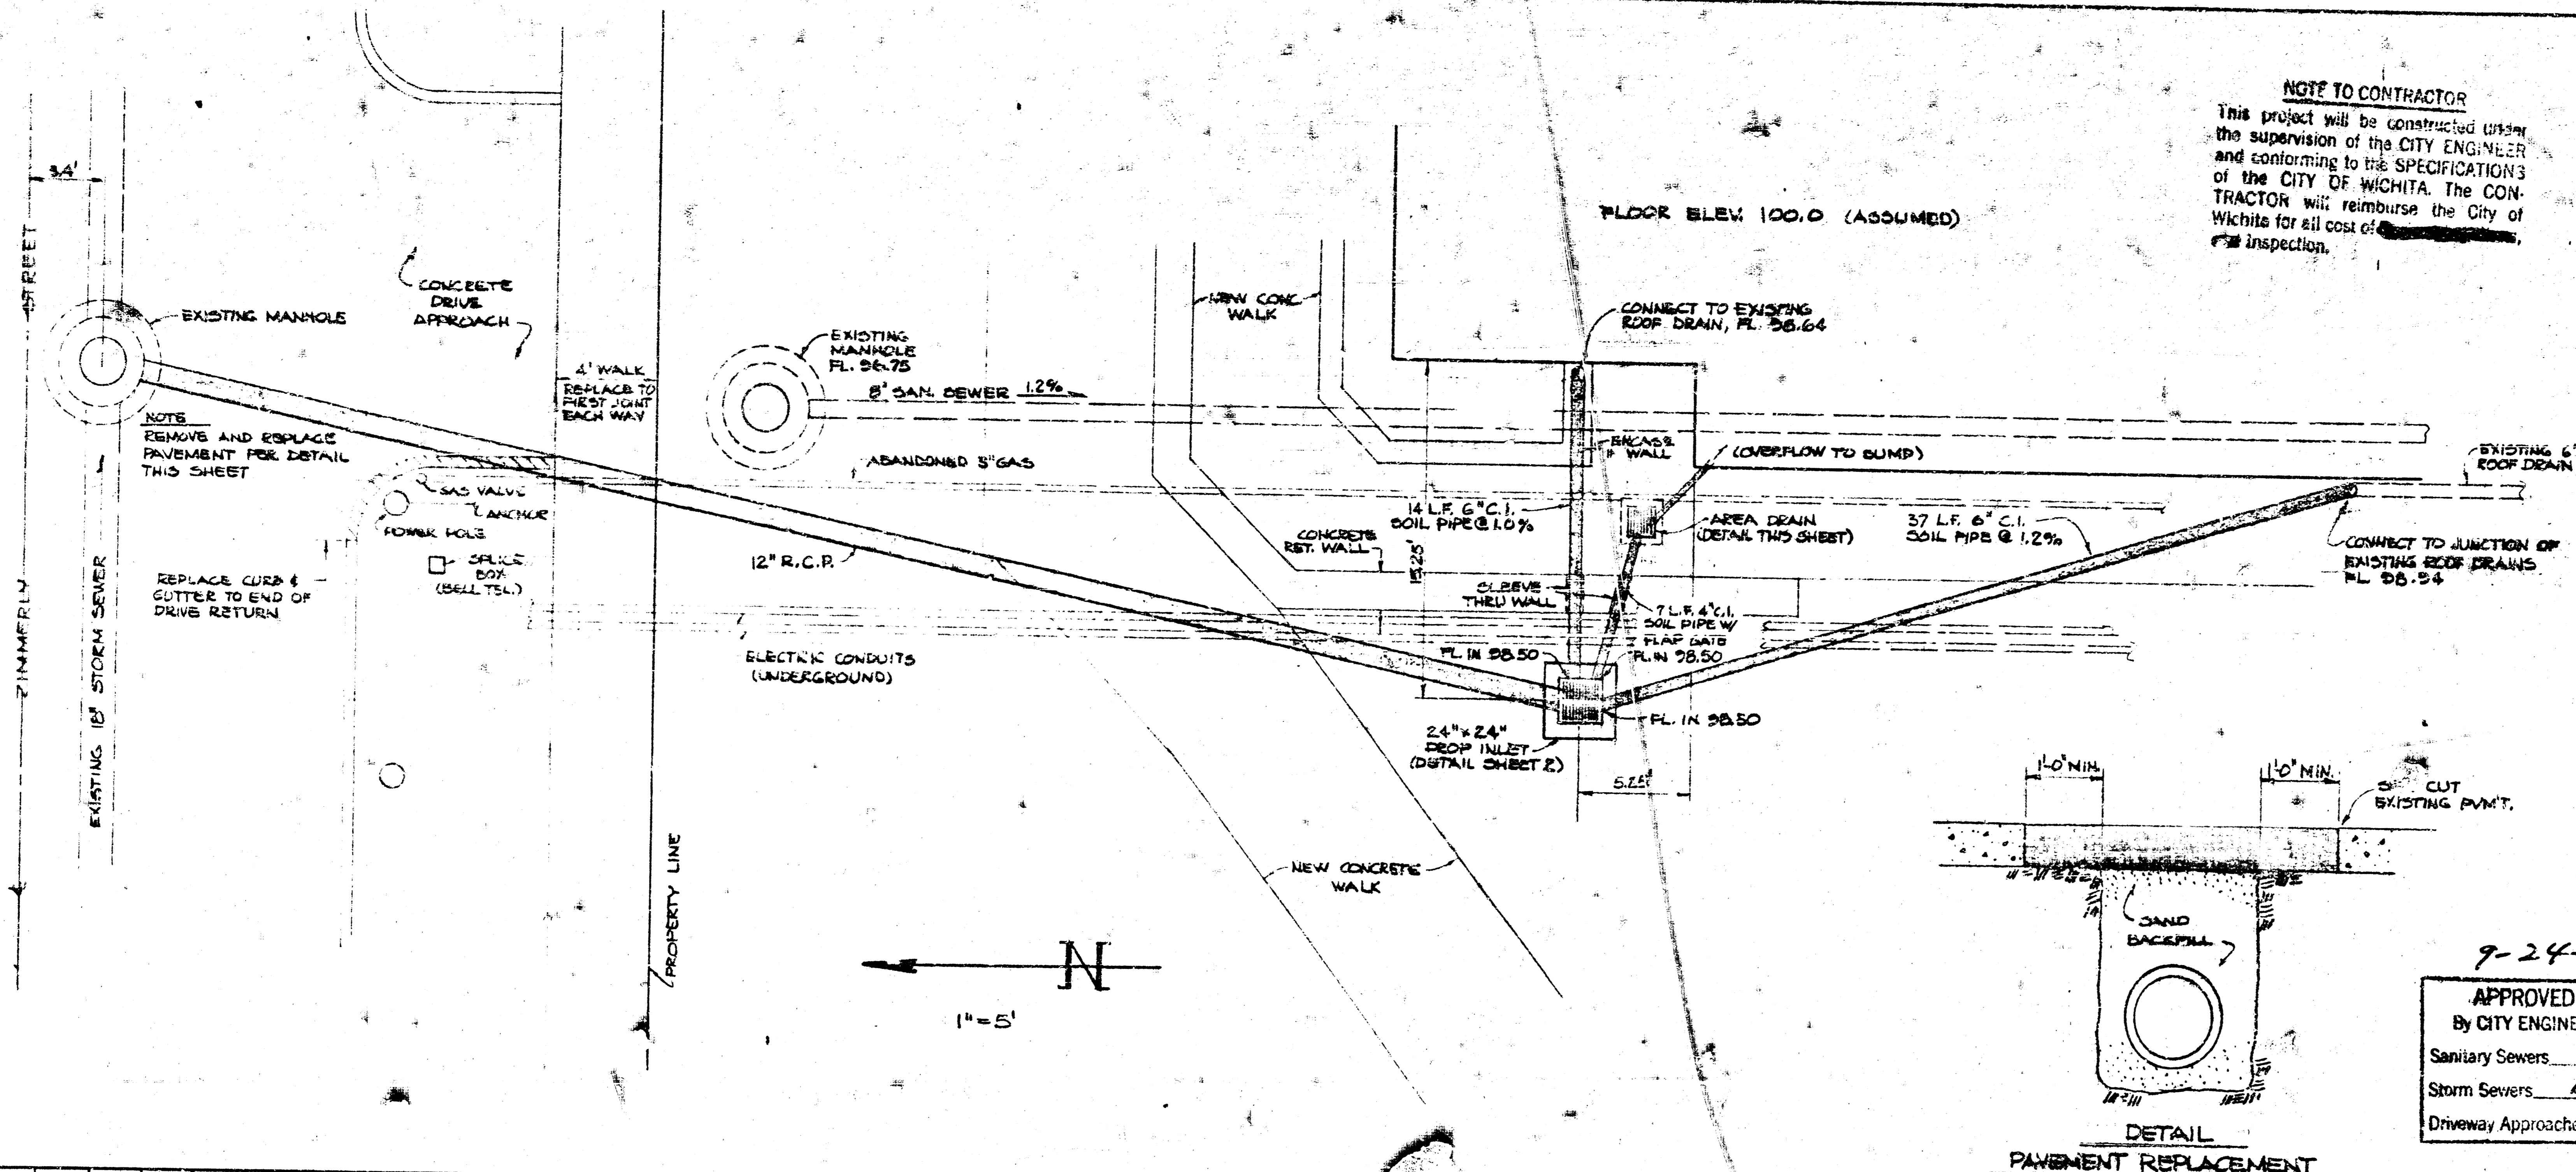 NOTE TO CONTRACTOR
This project will be constructed under
the supervision of the CITY ENGINEER
and conforming to the SPECIFICATIONS
of the CITY OF WICHITA. The CON-
TRACTOR will reimburse the City of
Wichita for all cost of
inspection.
3.4'
STREET
ZIMMERLY
EXISTING 18" STORM SEWER
EXISTING MANHOLE
CONCRETE
DRIVE
APPROACH
NOTE
REMOVE AND REPLACE
PAVEMENT PER DETAIL
THIS SHEET
4' WALK
REPLACE TO
FIRST JOINT
EACH WAY
GAS VALVE
ANCHOR
POWER POLE
SPLICE
BOX
(BELL TEL.)
REPLACE CURB &
GUTTER TO END OF
DRIVE RETURN
PROPERTY LINE
EXISTING
MANHOLE
FL. 96.75
8" SAN. SEWER 1.2%
ABANDONED 3" GAS
12" R.C.P.
ELECTRIC CONDUITS
(UNDERGROUND)
NEW CONC.
WALK
FLOOR ELEV. 100.0 (ASSUMED)
CONNECT TO EXISTING
ROOF DRAIN, FL. 98.64
ENCASE
WALL
(OVERFLOW TO SUMP)
14 L.F. 6" C.I.
SOIL PIPE @ 1.0%
CONCRETE
RET. WALL
15.25'
AREA DRAIN
(DETAIL THIS SHEET)
37 L.F. 6" C.I.
SOIL PIPE @ 1.2%
EXISTING 6"
ROOF DRAIN
CONNECT TO JUNCTION OF
EXISTING ROOF DRAINS
FL. 98.94
SLEEVE
THRU WALL
7 L.F. 4" C.I.
SOIL PIPE W/
FLAP GATE
FL. IN 98.50
FL. IN 98.50
FL. IN 98.50
24" x 24"
DROP INLET
(DETAIL SHEET 2)
5.25'
NEW CONCRETE
WALK
N
1" = 5'
1'-0" MIN.
1'-0" MIN.
CUT
EXISTING PVM'T.
SAND
BACKFILL
DETAIL
PAVEMENT REPLACEMENT
9-24-
APPROVED
By CITY ENGINE
Sanitary Sewers
Storm Sewers
Driveway Approache